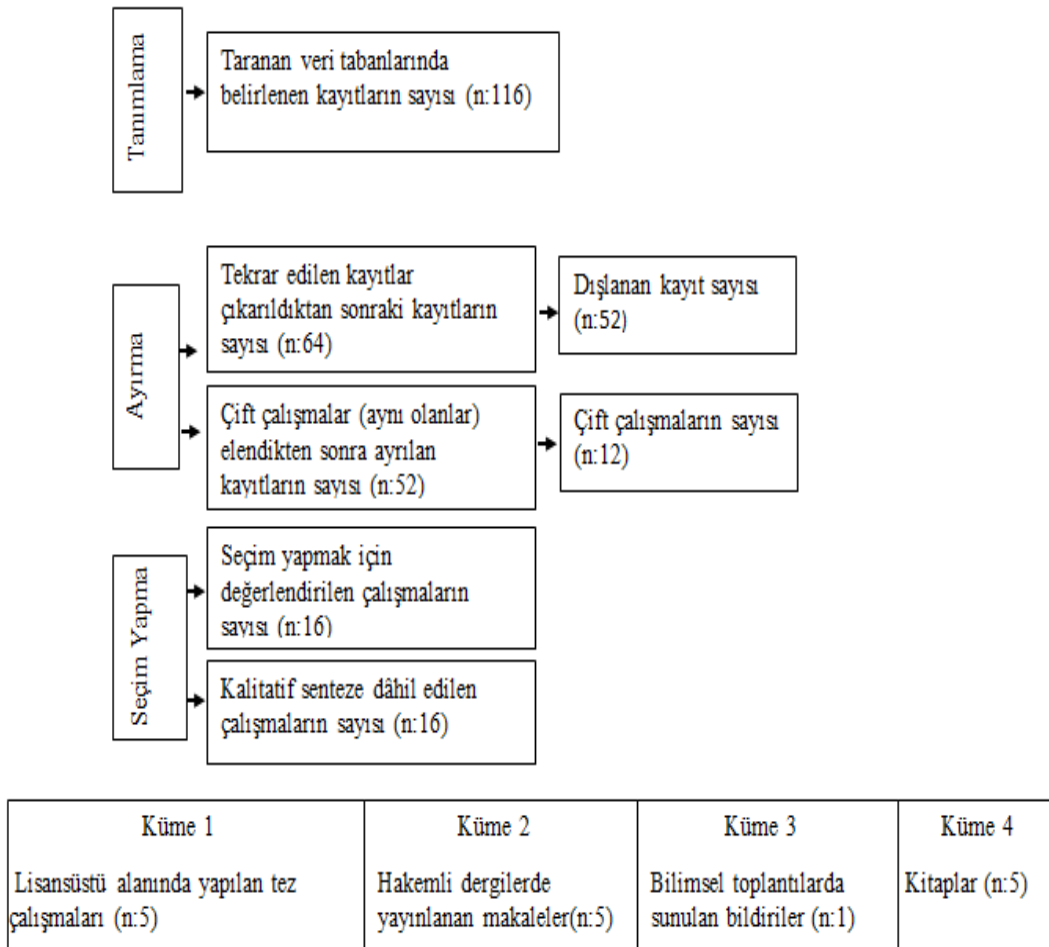 Tanımlama
Taranan veri tabanlarında
belirlenen kayıtların sayısı (n:116)
Ayırma
Tekrar edilen kayıtlar
çıkarıldıktan sonraki kayıtların
sayısı (n:64)
Dışlanan kayıt sayısı
(n:52)
Çift çalışmalar (aynı olanlar)
elendikten sonra ayrılan
kayıtların sayısı (n:52)
Çift çalışmaların sayısı
(n:12)
Seçim Yapma
Seçim yapmak için
değerlendirilen çalışmaların
sayısı (n:16)
Kalitatif senteze dâhil edilen
çalışmaların sayısı (n:16)
Küme 1
Lisansüstü alanında yapılan tez
çalışmaları (n:5)
Küme 2
Hakemli dergilerde
yayınlanan makaleler(n:5)
Küme 3
Bilimsel toplantılarda
sunulan bildiriler (n:1)
Küme 4
Kitaplar (n:5)